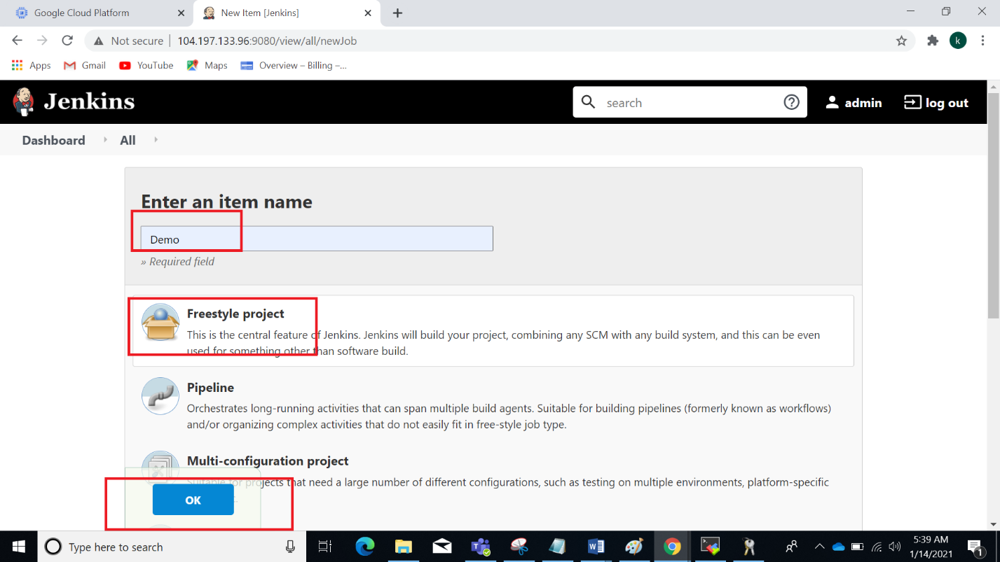 Google Cloud Platform
New Item [Jenkins]
Not secure
104.197.133.96:9080/view/all/newJob
k
Apps
Gmail
YouTube
Maps
Overview – Billing –...
Jenkins
search
admin
log out
Dashboard
All
Enter an item name
Demo
» Required field
Freestyle project
This is the central feature of Jenkins. Jenkins will build your project, combining any SCM with any build system, and this can be even
used for something other than software build.
Pipeline
Orchestrates long-running activities that can span multiple build agents. Suitable for building pipelines (formerly known as workflows)
and/or organizing complex activities that do not easily fit in free-style job type.
Multi-configuration project
Suitable for projects that need a large number of different configurations, such as testing on multiple environments, platform-specific
OK
Type here to search
5:39 AM
1/14/2021
1